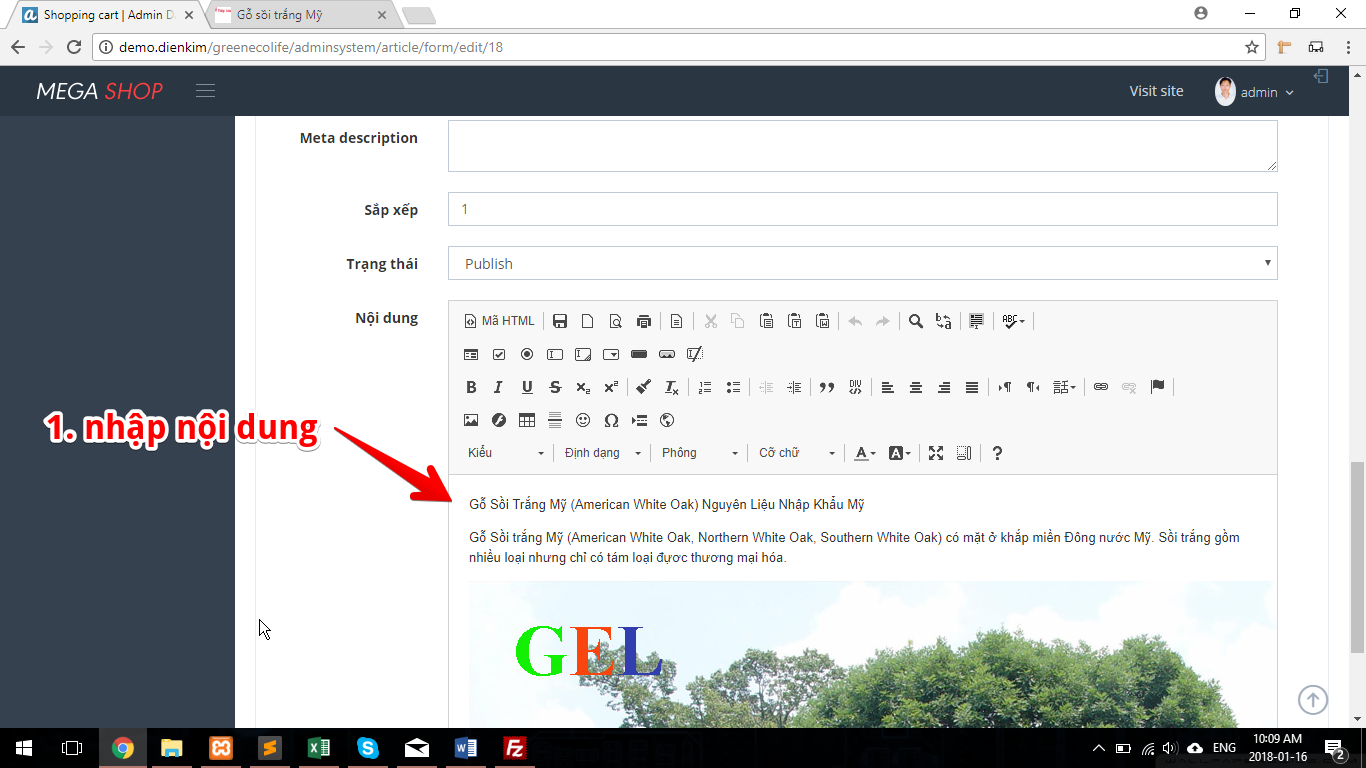 Shopping cart | Admin D
Gỗ sồi trắng Mỹ
demo.dienkim/greenecolife/adminsystem/article/form/edit/18
MEGA SHOP
Visit site
admin
Meta description
Sắp xếp
1
Trạng thái
Publish
Nội dung
Mã HTML
Kiểu
Định dạng
Phông
Cỡ chữ
1. nhập nội dung
Gỗ Sồi Trắng Mỹ (American White Oak) Nguyên Liệu Nhập Khẩu Mỹ
Gỗ Sồi trắng Mỹ (American White Oak, Northern White Oak, Southern White Oak) có mặt ở khắp miền Đông nước Mỹ. Sồi trắng gồm
nhiều loại nhưng chỉ có tám loại được thương mại hóa.
GEL
ENG
10:09 AM
2018-01-16
2